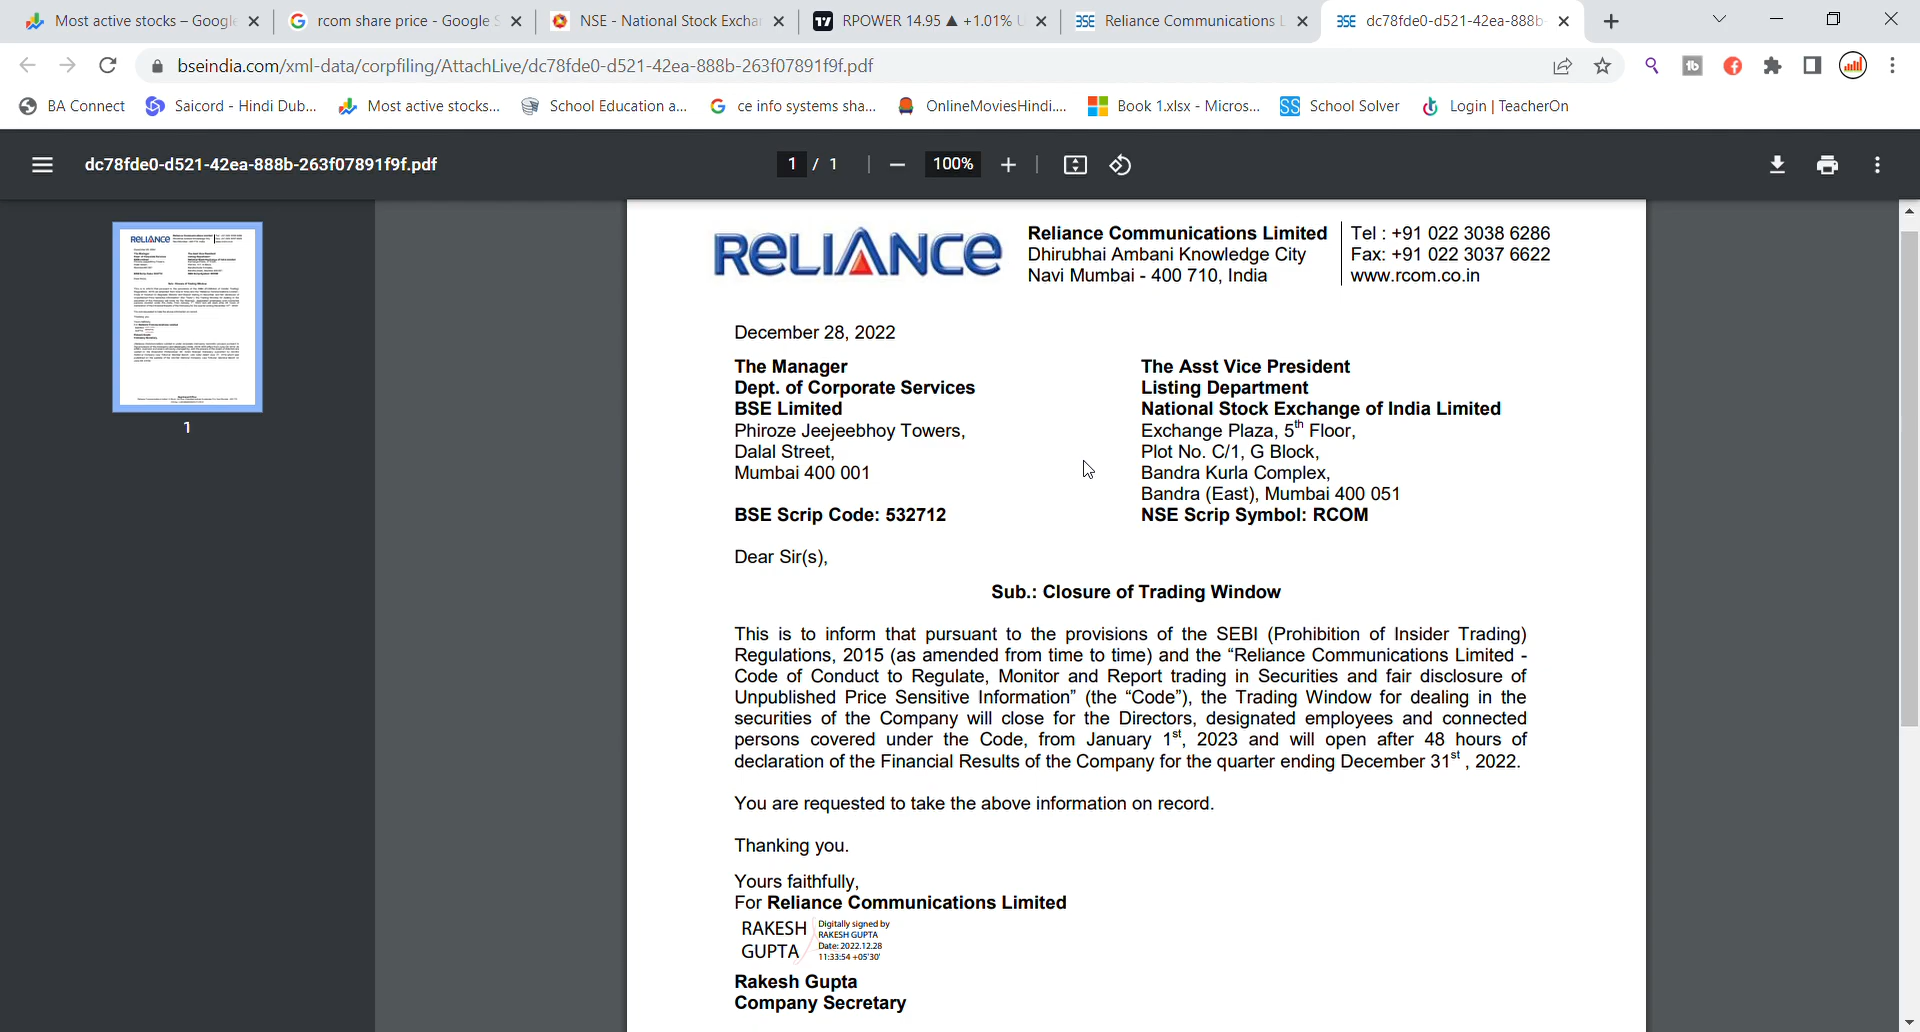 Most active stocks – Google
rcom share price - Google S
NSE - National Stock Exchan
RPOWER 14.95 ▲ +1.01% U
Reliance Communications L
dc78fde0-d521-42ea-888b-
bseindia.com/xml-data/corpfiling/AttachLive/dc78fde0-d521-42ea-888b-263f07891f9f.pdf
BA Connect
Saicord - Hindi Dub...
Most active stocks...
School Education a...
ce info systems sha...
OnlineMoviesHindi....
Book 1.xlsx - Micros...
School Solver
Login | TeacherOn
dc78fde0-d521-42ea-888b-263f07891f9f.pdf
1 / 1
100%
1
RELIANCE
Reliance Communications Limited
Dhirubhai Ambani Knowledge City
Navi Mumbai - 400 710, India
Tel : +91 022 3038 6286
Fax: +91 022 3037 6622
www.rcom.co.in
December 28, 2022
The Manager
Dept. of Corporate Services
BSE Limited
Phiroze Jeejeebhoy Towers,
Dalal Street,
Mumbai 400 001
BSE Scrip Code: 532712
The Asst Vice President
Listing Department
National Stock Exchange of India Limited
Exchange Plaza, 5th Floor,
Plot No. C/1, G Block,
Bandra Kurla Complex,
Bandra (East), Mumbai 400 051
NSE Scrip Symbol: RCOM
Dear Sir(s),
Sub.: Closure of Trading Window
This is to inform that pursuant to the provisions of the SEBI (Prohibition of Insider Trading)
Regulations, 2015 (as amended from time to time) and the “Reliance Communications Limited -
Code of Conduct to Regulate, Monitor and Report trading in Securities and fair disclosure of
Unpublished Price Sensitive Information” (the “Code”), the Trading Window for dealing in the
securities of the Company will close for the Directors, designated employees and connected
persons covered under the Code, from January 1st, 2023 and will open after 48 hours of
declaration of the Financial Results of the Company for the quarter ending December 31st , 2022.
You are requested to take the above information on record.
Thanking you.
Yours faithfully,
For Reliance Communications Limited
RAKESH
GUPTA
Digitally signed by
RAKESH GUPTA
Date: 2022.12.28
11:33:54 +05'30'
Rakesh Gupta
Company Secretary